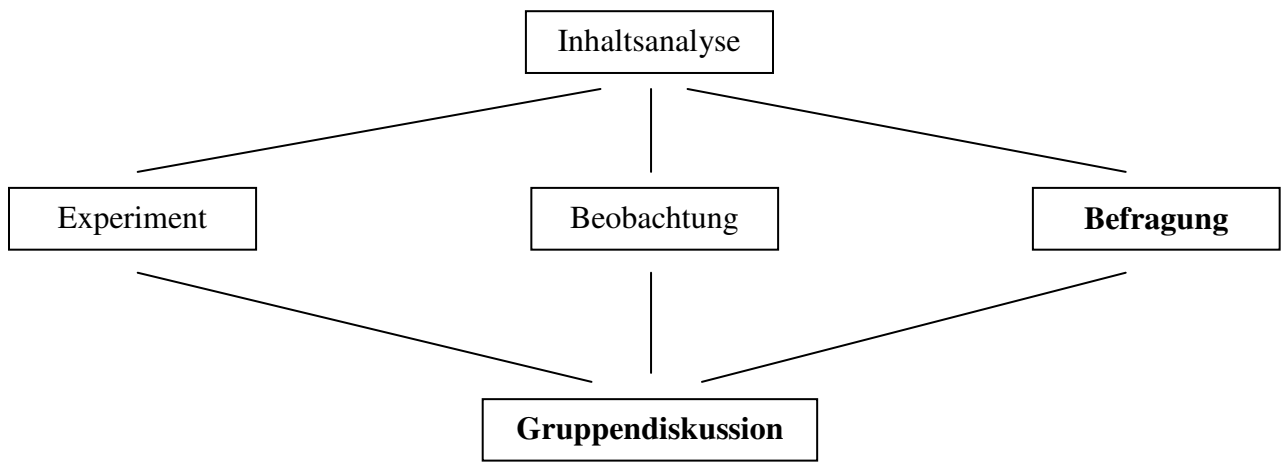 Inhaltsanalyse
Experiment
Beobachtung
Befragung
Gruppendiskussion